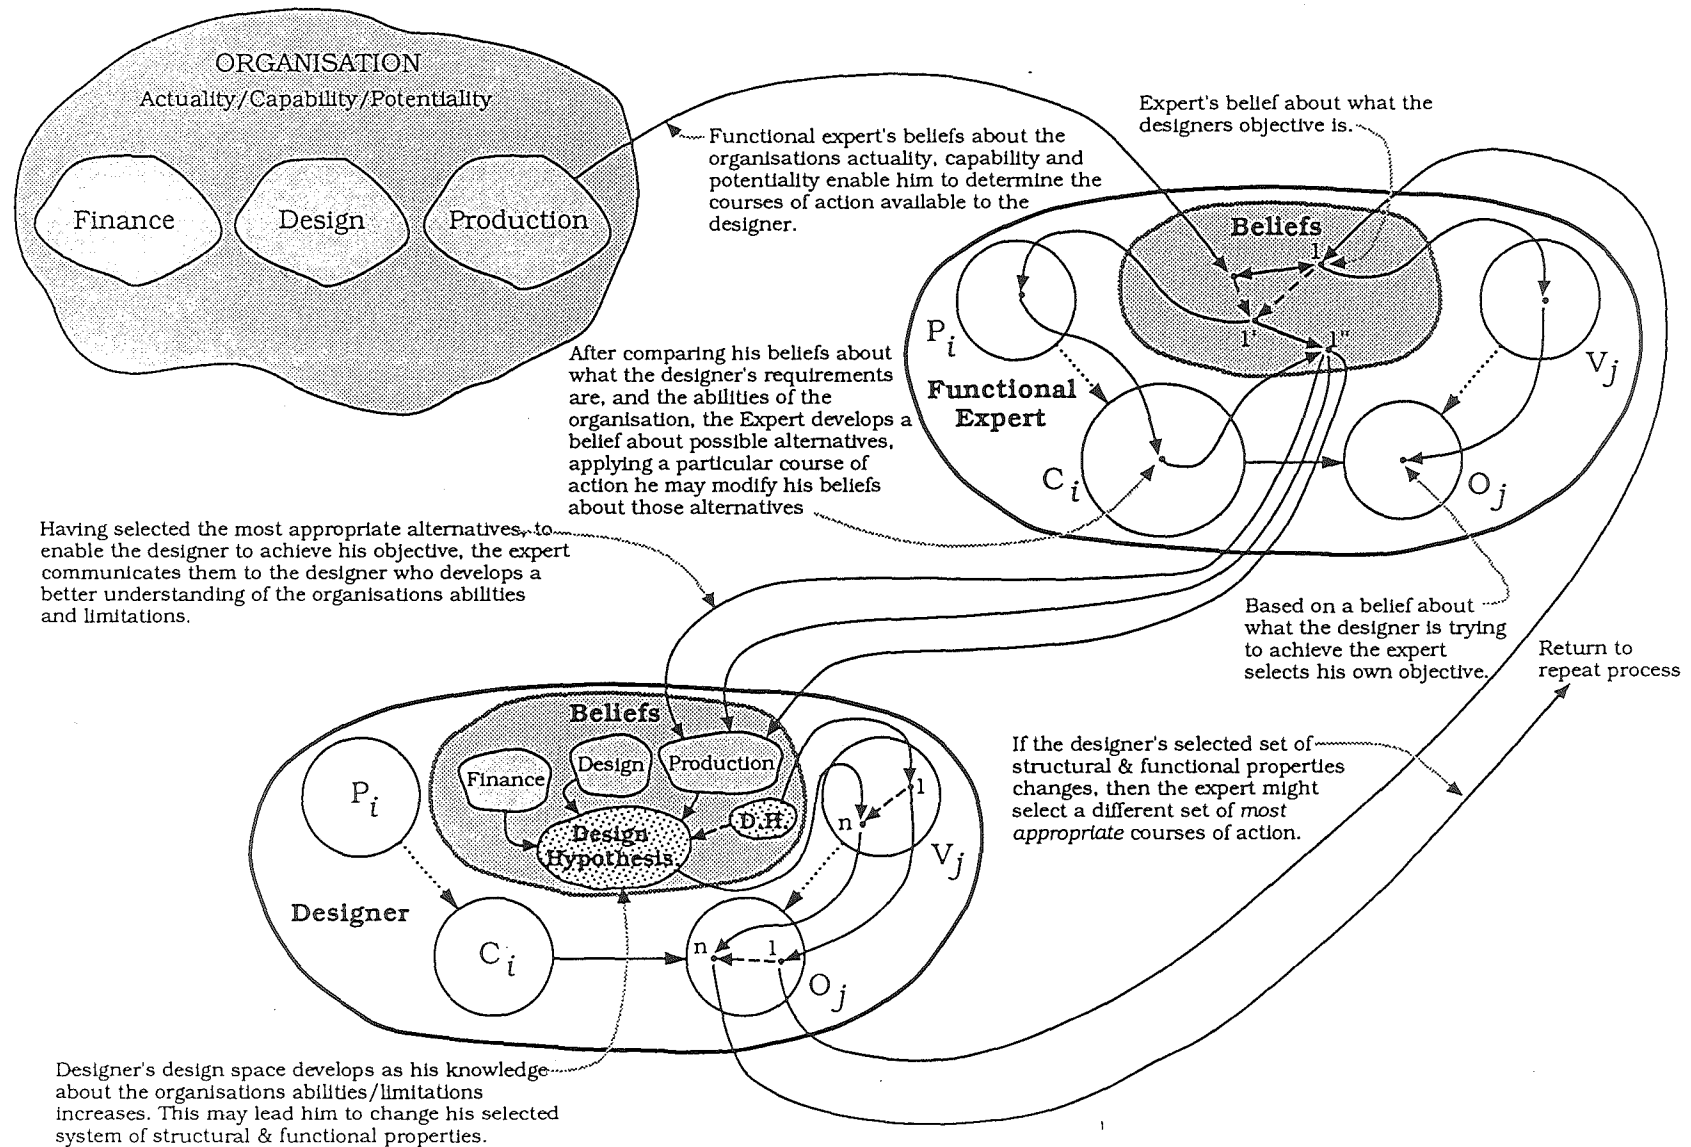 ORGANISATION
Actuality/Capability/Potentiality
Finance
Design
Production
Functional expert's beliefs about the
organisations actuality, capability and
potentiality enable him to determine the
courses of action available to the
designer.
Expert's belief about what the
designers objective is.
Beliefs
1
1'
1"
P i
V j
Functional
Expert
C i
O j
After comparing his beliefs about
what the designer's requirements
are, and the abilities of the
organisation, the Expert develops a
belief about possible alternatives,
applying a particular course of
action he may modify his beliefs
about those alternatives
Having selected the most appropriate alternatives, to
enable the designer to achieve his objective, the expert
communicates them to the designer who develops a
better understanding of the organisations abilities
and limitations.
Based on a belief about
what the designer is trying
to achieve the expert
selects his own objective.
Return to
repeat process
If the designer's selected set of
structural & functional properties
changes, then the expert might
select a different set of most
appropriate courses of action.
Beliefs
Finance
Design
Production
D.H.
Design
Hypothesis.
P i
1
n
V j
Designer
C i
n
1
O j
Designer's design space develops as his knowledge
about the organisations abilities/limitations
increases. This may lead him to change his selected
system of structural & functional properties.